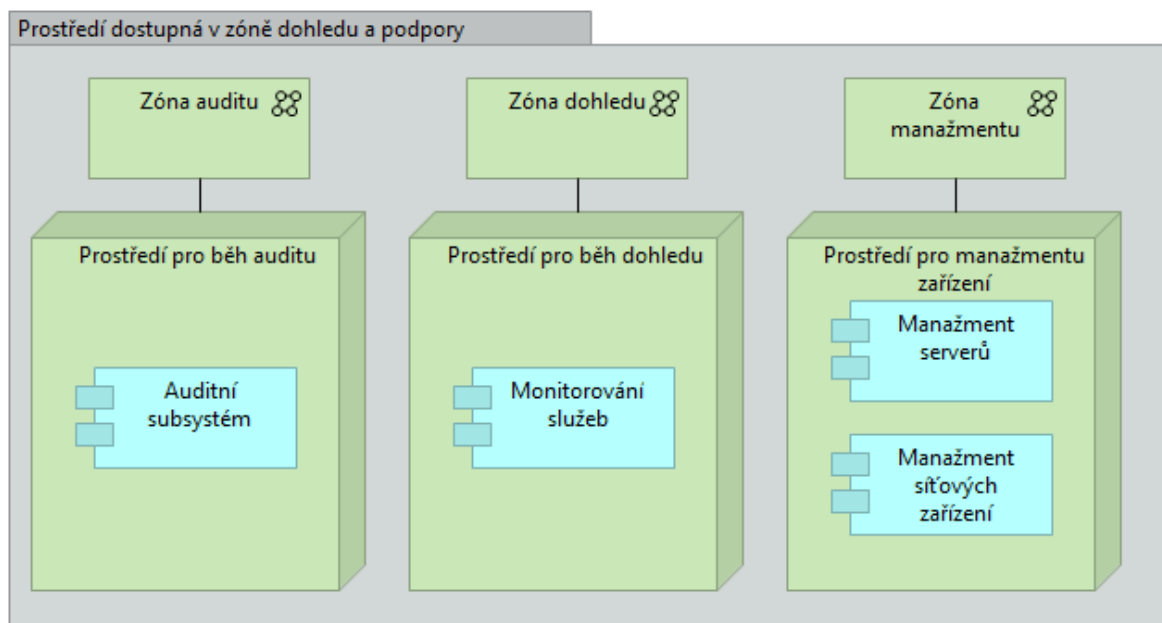 Prostředí dostupná v zóně dohledu a podpory
Zóna auditu
Zóna dohledu
Zóna
manažmentu
Prostředí pro běh auditu
Auditní
subsystém
Prostředí pro běh dohledu
Monitorování
služeb
Prostředí pro manažmentu
zařízení
Manažment
serverů
Manažment
síťových
zařízení